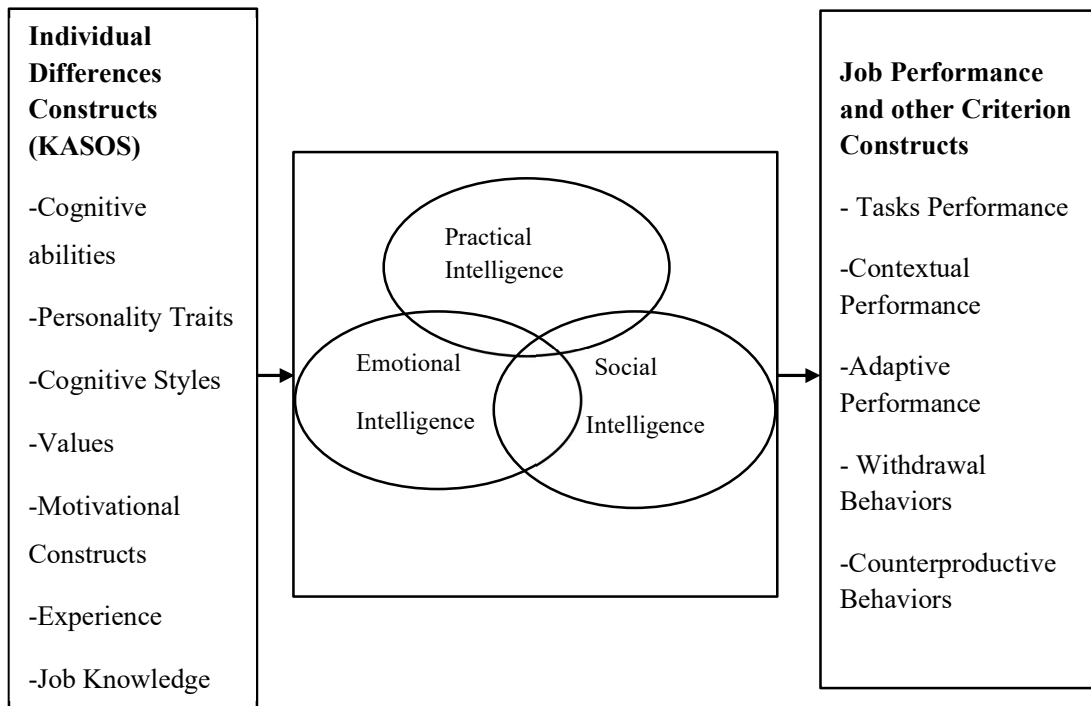 Individual
Differences
Constructs
(KASOS)
-Cognitive
abilities
-Personality Traits
-Cognitive Styles
-Values
-Motivational
Constructs
-Experience
-Job Knowledge
Practical
Intelligence
Emotional
Intelligence
Social
Intelligence
Job Performance
and other Criterion
Constructs
- Tasks Performance
-Contextual
Performance
-Adaptive
Performance
- Withdrawal
Behaviors
-Counterproductive
Behaviors